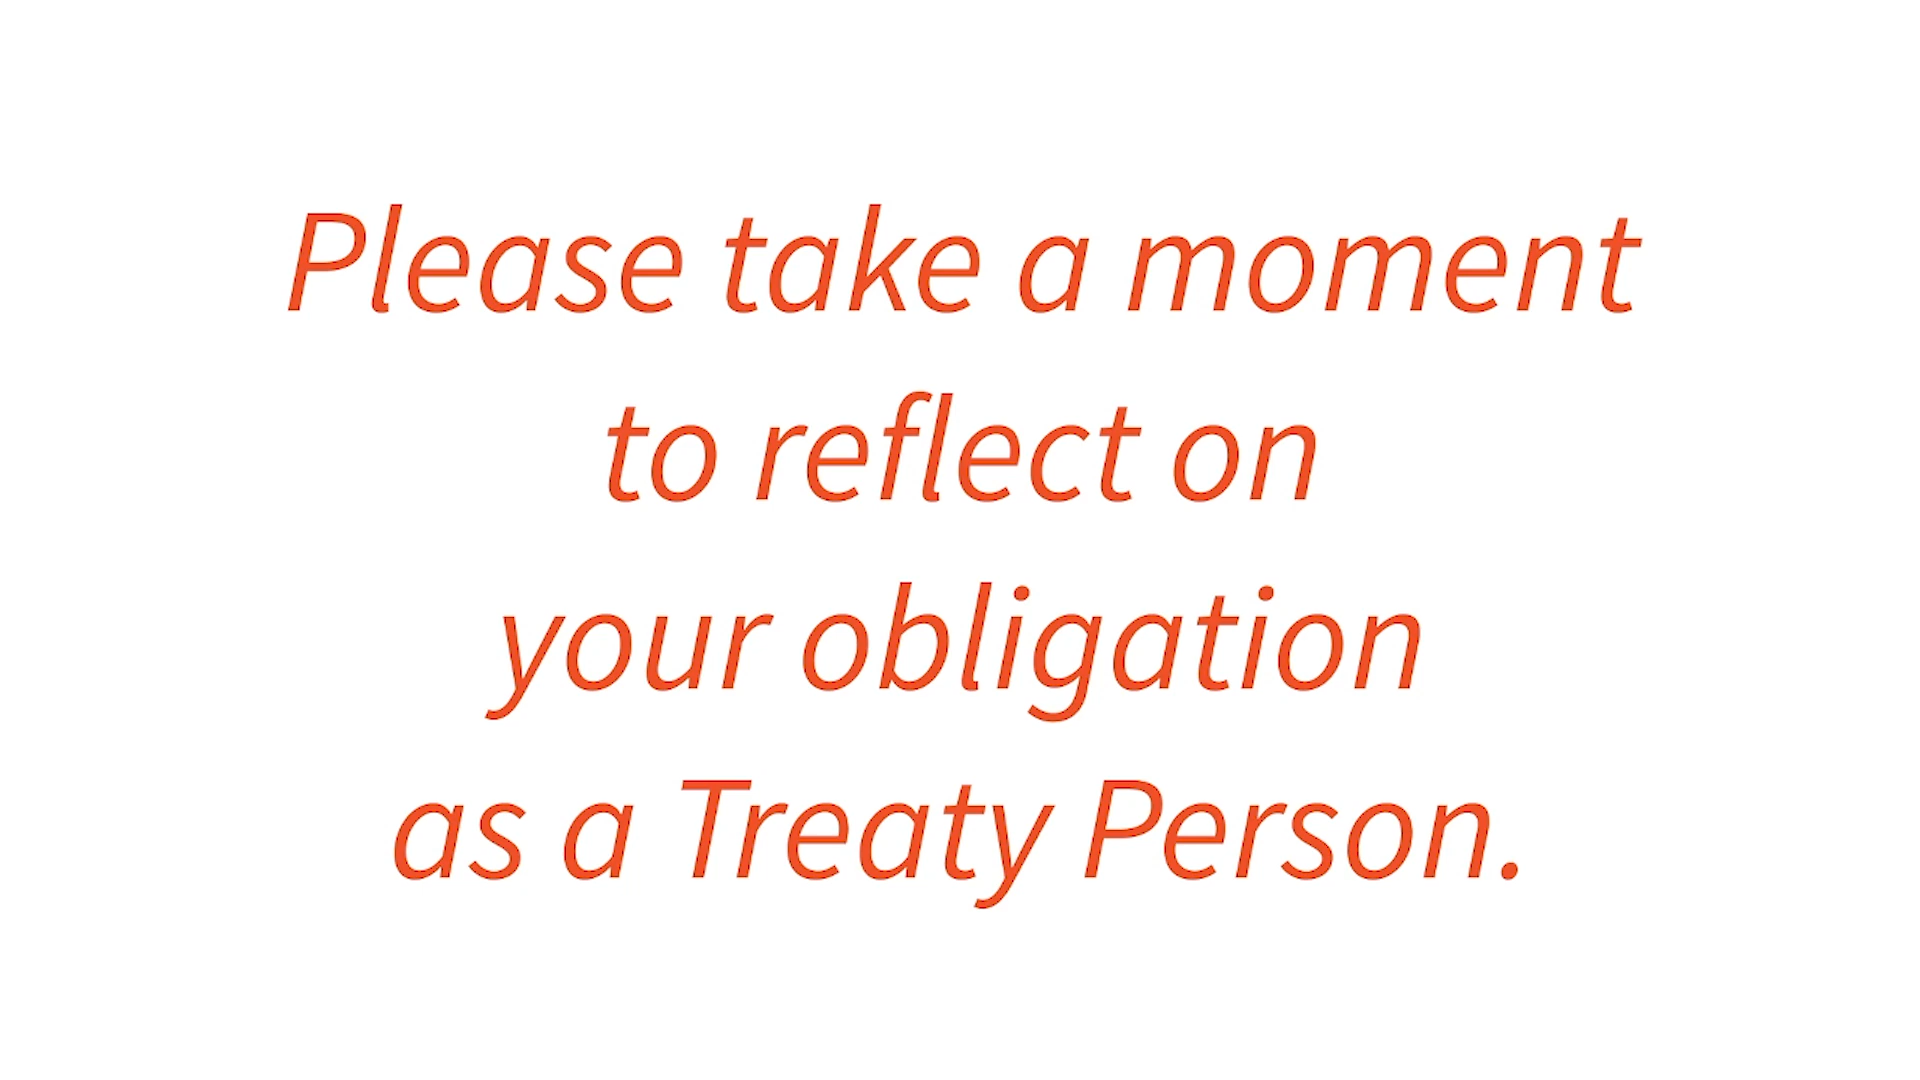 Please take a moment
to reflect on
your obligation
as a Treaty Person.